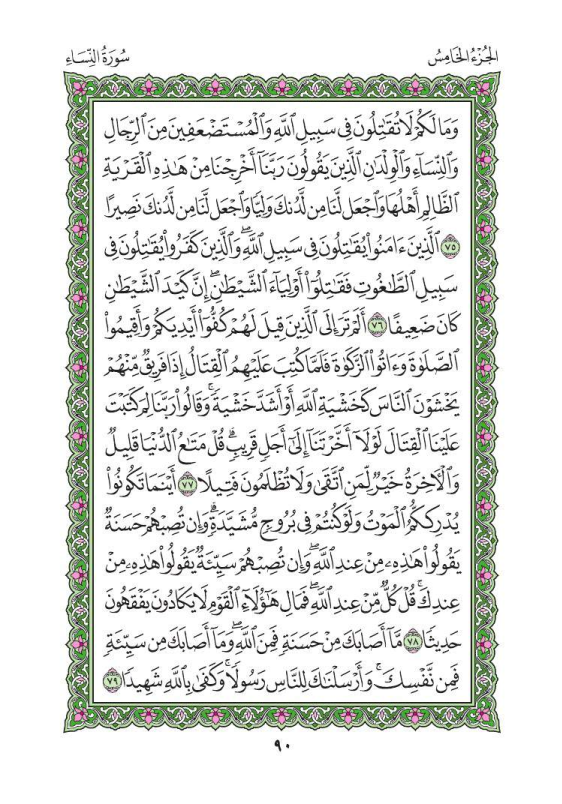 الجُزْءُ الخَامِسُ
سُورَةُ النِّسَاءِ
وَمَا لَكُمۡ لَا تُقَٰتِلُونَ فِي سَبِيلِ ٱللَّهِ وَٱلۡمُسۡتَضۡعَفِينَ مِنَ ٱلرِّجَالِ
وَٱلنِّسَآءِ وَٱلۡوِلۡدَٰنِ ٱلَّذِينَ يَقُولُونَ رَبَّنَآ أَخۡرِجۡنَا مِنۡ هَٰذِهِ ٱلۡقَرۡيَةِ
ٱلظَّالِمِ أَهۡلُهَا وَٱجۡعَل لَّنَا مِن لَّدُنكَ وَلِيّٗا وَٱجۡعَل لَّنَا مِن لَّدُنكَ نَصِيرًا
٧٥ ٱلَّذِينَ ءَامَنُواْ يُقَٰتِلُونَ فِي سَبِيلِ ٱللَّهِۖ وَٱلَّذِينَ كَفَرُواْ يُقَٰتِلُونَ فِي
سَبِيلِ ٱلطَّٰغُوتِ فَقَٰتِلُوٓاْ أَوۡلِيَآءَ ٱلشَّيۡطَٰنِۖ إِنَّ كَيۡدَ ٱلشَّيۡطَٰنِ
كَانَ ضَعِيفًا ٧٦ أَلَمۡ تَرَ إِلَى ٱلَّذِينَ قِيلَ لَهُمۡ كُفُّوٓاْ أَيۡدِيَكُمۡ وَأَقِيمُواْ
ٱلصَّلَوٰةَ وَءَاتُواْ ٱلزَّكَوٰةَ فَلَمَّا كُتِبَ عَلَيۡهِمُ ٱلۡقِتَالُ إِذَا فَرِيقٞ مِّنۡهُمۡ
يَخۡشَوۡنَ ٱلنَّاسَ كَخَشۡيَةِ ٱللَّهِ أَوۡ أَشَدَّ خَشۡيَةٗۚ وَقَالُواْ رَبَّنَا لِمَ كَتَبۡتَ
عَلَيۡنَا ٱلۡقِتَالَ لَوۡلَآ أَخَّرۡتَنَآ إِلَىٰٓ أَجَلٖ قَرِيبٖۗ قُلۡ مَتَٰعُ ٱلدُّنۡيَا قَلِيلٞ
وَٱلۡأٓخِرَةُ خَيۡرٞ لِّمَنِ ٱتَّقَىٰ وَلَا تُظۡلَمُونَ فَتِيلًا ٧٧ أَيۡنَمَا تَكُونُواْ
يُدۡرِككُّمُ ٱلۡمَوۡتُ وَلَوۡ كُنتُمۡ فِي بُرُوجٖ مُّشَيَّدَةٖۗ وَإِن تُصِبۡهُمۡ حَسَنَةٞ
يَقُولُواْ هَٰذِهِۦ مِنۡ عِندِ ٱللَّهِۖ وَإِن تُصِبۡهُمۡ سَيِّئَةٞ يَقُولُواْ هَٰذِهِۦ مِنۡ
عِندِكَۚ قُلۡ كُلّٞ مِّنۡ عِندِ ٱللَّهِۖ فَمَالِ هَٰٓؤُلَآءِ ٱلۡقَوۡمِ لَا يَكَادُونَ يَفۡقَهُونَ
حَدِيثٗا ٧٨ مَّآ أَصَابَكَ مِنۡ حَسَنَةٖ فَمِنَ ٱللَّهِۖ وَمَآ أَصَابَكَ مِن سَيِّئَةٖ
فَمِن نَّفۡسِكَۚ وَأَرۡسَلۡنَٰكَ لِلنَّاسِ رَسُولٗاۚ وَكَفَىٰ بِٱللَّهِ شَهِيدٗا ٧٩
٩٠